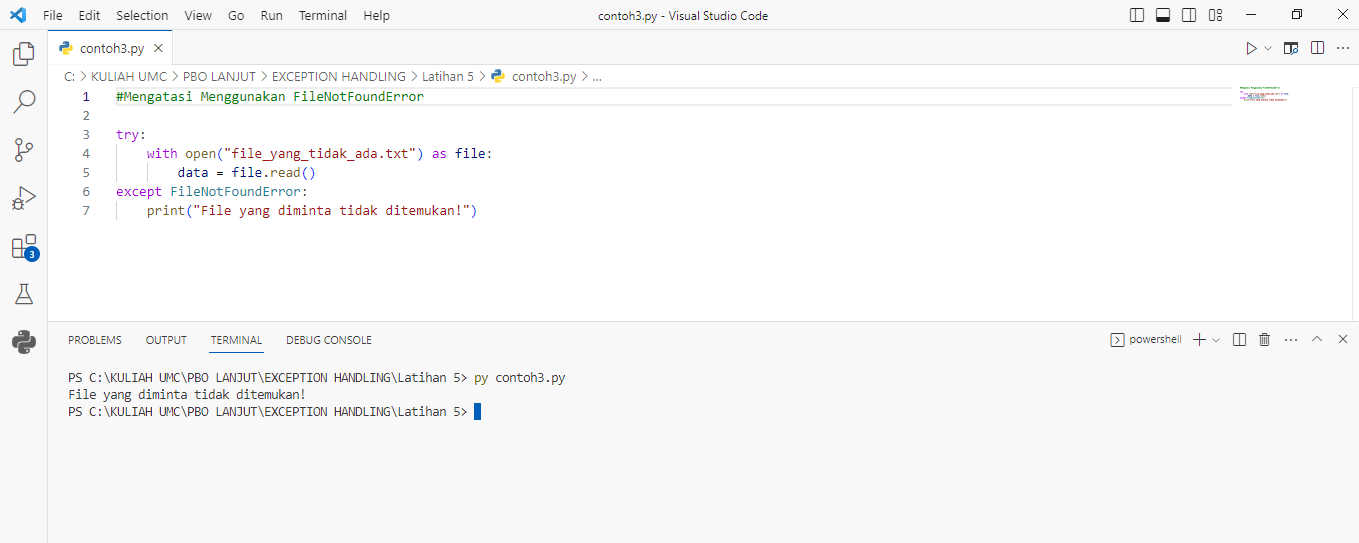 File Edit Selection View Go Run Terminal Help contoh3.py - Visual Studio Code
contoh3.py
C: > KULIAH UMC > PBO LANJUT > EXCEPTION HANDLING > Latihan 5 > contoh3.py > ...
1 #Mengatasi Menggunakan FileNotFoundError
2
3 try:
4 with open("file_yang_tidak_ada.txt") as file:
5 data = file.read()
6 except FileNotFoundError:
7 print("File yang diminta tidak ditemukan!")
3
PROBLEMS OUTPUT TERMINAL DEBUG CONSOLE powershell
PS C:\KULIAH UMC\PBO LANJUT\EXCEPTION HANDLING\Latihan 5> py contoh3.py
File yang diminta tidak ditemukan!
PS C:\KULIAH UMC\PBO LANJUT\EXCEPTION HANDLING\Latihan 5>